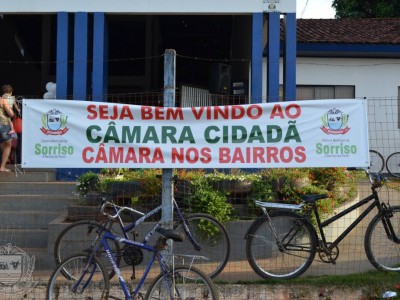 SEJA BEM VINDO AO
CÂMARA CIDADÃ
CÂMARA NOS BAIRROS
Sorriso
Sorriso